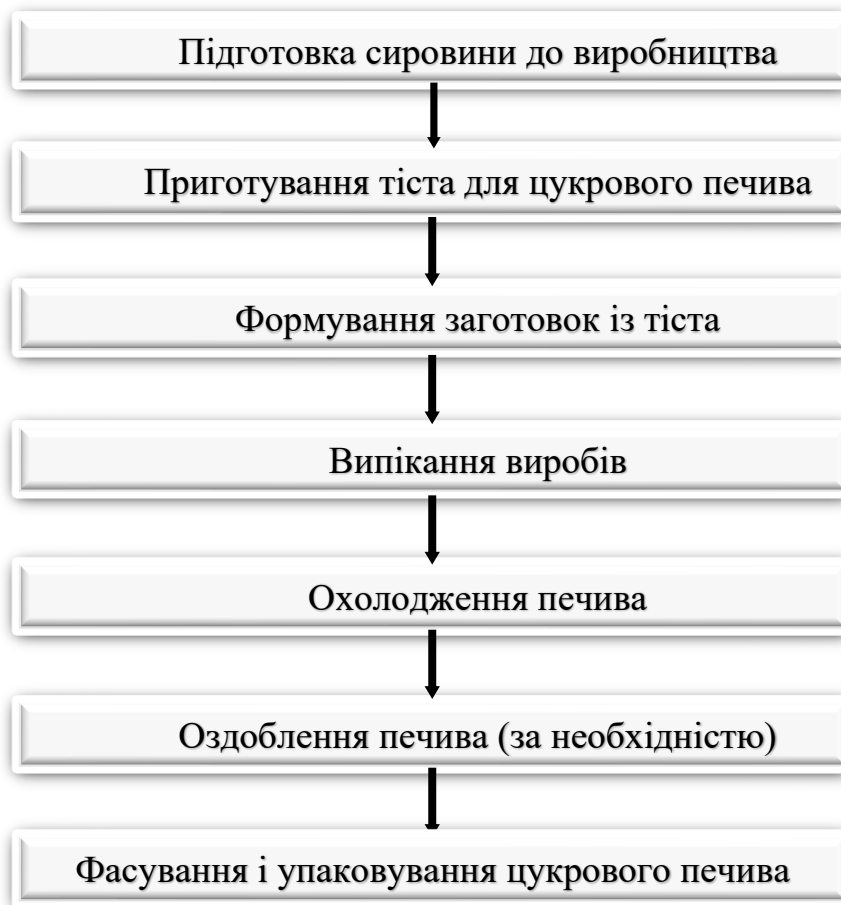 Підготовка сировини до виробництва
Приготування тіста для цукрового печива
Формування заготовок із тіста
Випікання виробів
Охолодження печива
Оздоблення печива (за необхідністю)
Фасування і упаковування цукрового печива